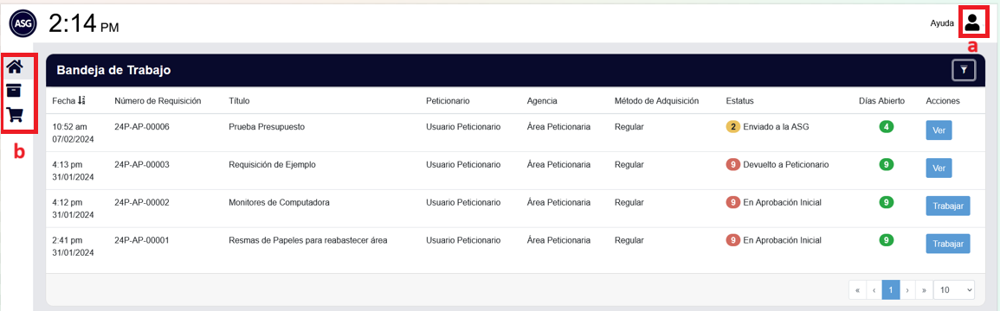 ASG 2:14 PM Ayuda
a
b
Bandeja de Trabajo
Fecha Número de Requisición Título Peticionario Agencia Método de Adquisición Estatus Días Abierto Acciones
10:52 am 24P-AP-00006 Prueba Presupuesto Usuario Peticionario Área Peticionaria Regular 2 Enviado a la ASG 4 Ver
07/02/2024
4:13 pm 24P-AP-00003 Requisición de Ejemplo Usuario Peticionario Área Peticionaria Regular 9 Devuelto a Peticionario 9 Ver
31/01/2024
4:12 pm 24P-AP-00002 Monitores de Computadora Usuario Peticionario Área Peticionaria Regular 9 En Aprobación Inicial 9 Trabajar
31/01/2024
2:41 pm 24P-AP-00001 Resmas de Papeles para reabastecer área Usuario Peticionario Área Peticionaria Regular 9 En Aprobación Inicial 9 Trabajar
31/01/2024
« ‹ 1 › » 10